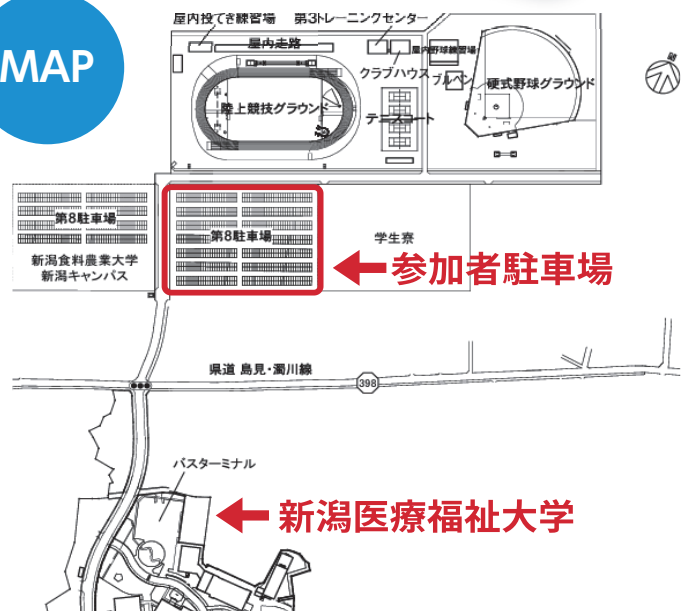 MAP
屋内投てき練習場
第3トレーニングセンター
屋内走路
屋内野球練習場
クラブハウス
ブルペン
硬式野球グラウンド
陸上競技グラウンド
テニスコート
第8駐車場
新潟食料農業大学
新潟キャンパス
第8駐車場
学生寮
参加者駐車場
県道 島見・濁川線
398
バスターミナル
新潟医療福祉大学